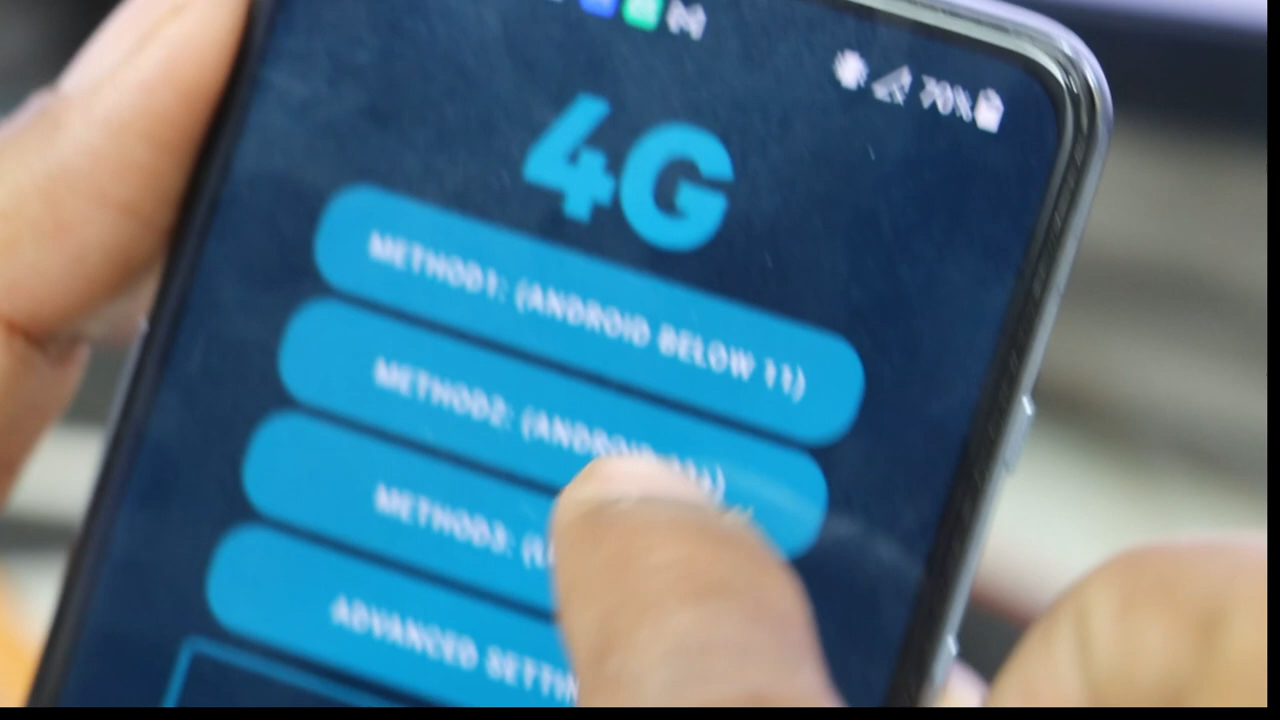 70%
4G
METHOD1: (ANDROID BELOW 11)
METHOD2: (ANDROID
METHOD3:
ADVANCED